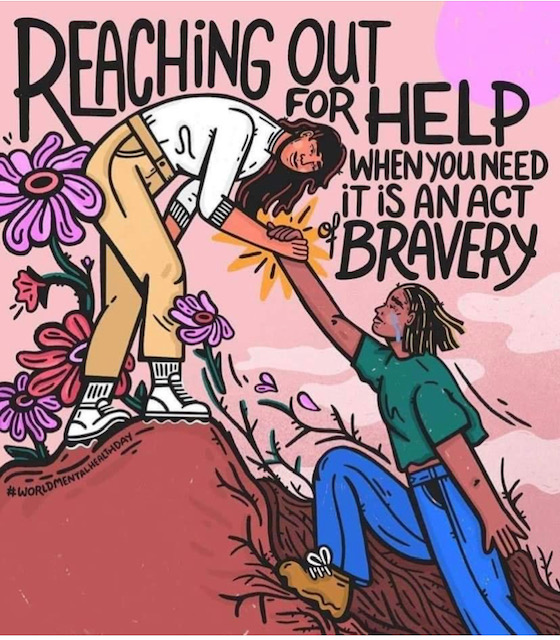 REACHING OUT
FOR HELP
WHEN YOU NEED
IT IS AN ACT
of BRAVERY
#WORLDMENTALHEALTHDAY